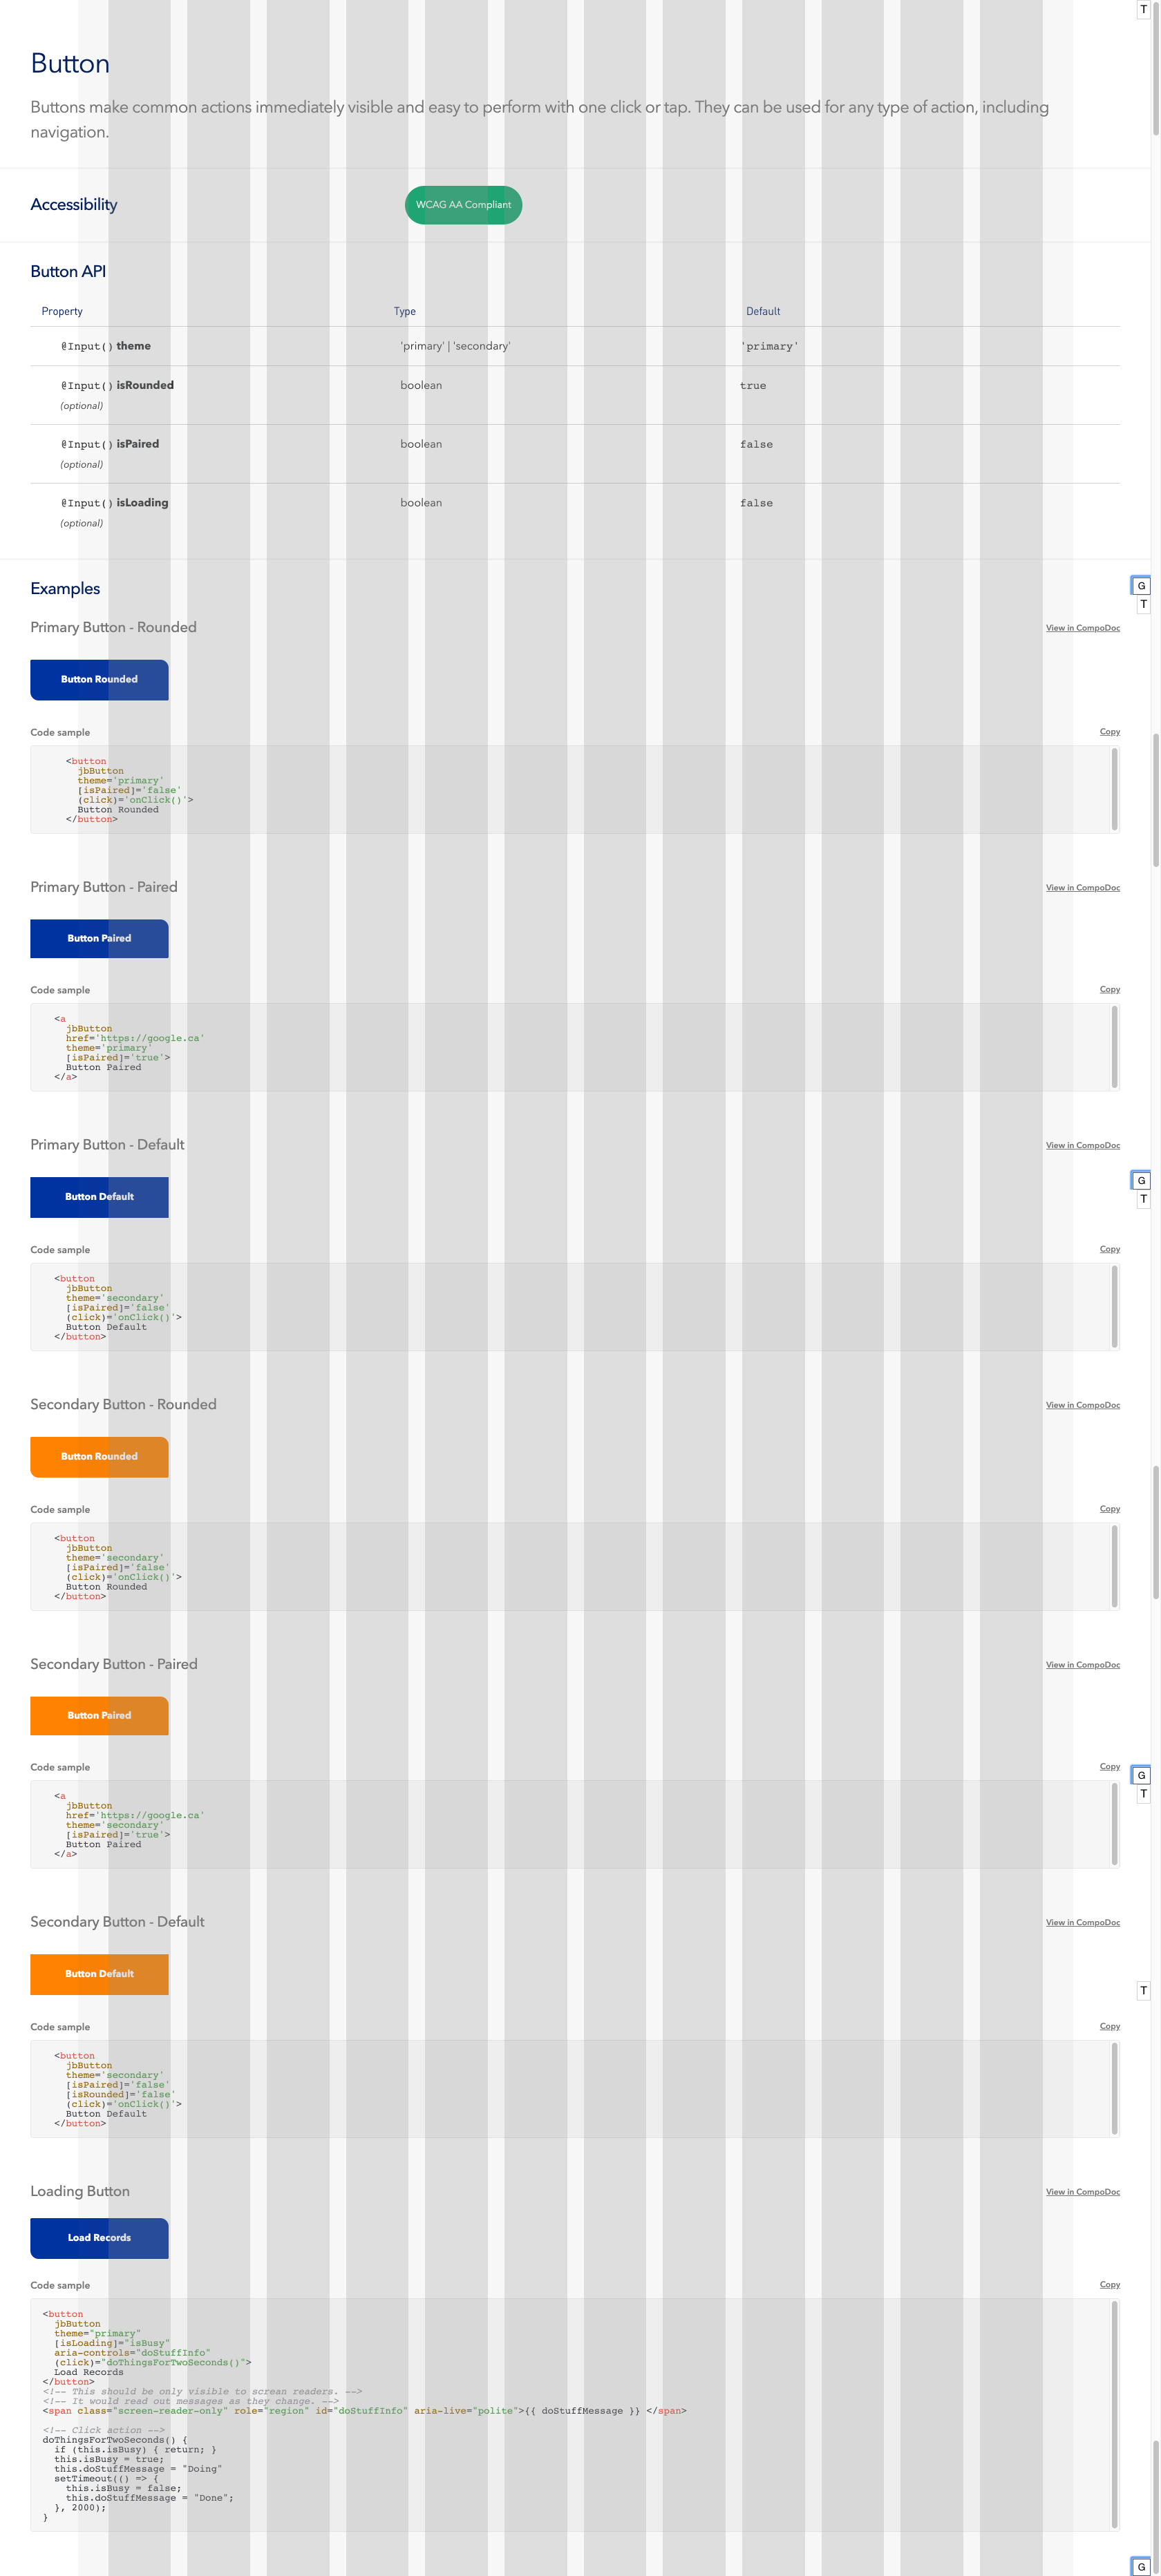 T
Button
Buttons make common actions immediately visible and easy to perform with one click or tap. They can be used for any type of action, including
navigation.
Accessibility
WCAG AA Compliant
Button API
Property Type Default
@Input() theme 'primary' | 'secondary' 'primary'
@Input() isRounded boolean true
(optional)
@Input() isPaired boolean false
(optional)
@Input() isLoading boolean false
(optional)
Examples
G
T
Primary Button - Rounded
View in CompoDoc
Button Rounded
Code sample
Copy
<button
jbButton
theme='primary'
[isPaired]='false'
(click)='onClick()'>
Button Rounded
</button>
Primary Button - Paired
View in CompoDoc
Button Paired
Code sample
Copy
<a
jbButton
href='https://google.ca'
theme='primary'
[isPaired]='true'>
Button Paired
</a>
Primary Button - Default
View in CompoDoc
G
T
Button Default
Code sample
Copy
<button
jbButton
theme='secondary'
[isPaired]='false'
(click)='onClick()'>
Button Default
</button>
Secondary Button - Rounded
View in CompoDoc
Button Rounded
Code sample
Copy
<button
jbButton
theme='secondary'
[isPaired]='false'
(click)='onClick()'>
Button Rounded
</button>
Secondary Button - Paired
View in CompoDoc
Button Paired
Code sample
Copy
G
T
<a
jbButton
href='https://google.ca'
theme='secondary'
[isPaired]='true'>
Button Paired
</a>
Secondary Button - Default
View in CompoDoc
Button Default
T
Code sample
Copy
<button
jbButton
theme='secondary'
[isPaired]='false'
[isRounded]='false'
(click)='onClick()'>
Button Default
</button>
Loading Button
View in CompoDoc
Load Records
Code sample
Copy
<button
jbButton
theme="primary"
[isLoading]="isBusy"
aria-controls="doStuffInfo"
(click)="doThingsForTwoSeconds()">
Load Records
</button>
<!-- This should be only visible to screan readers. -->
<!-- It would read out messages as they change. -->
<span class="screen-reader-only" role="region" id="doStuffInfo" aria-live="polite">{{ doStuffMessage }} </span>
<!-- Click action -->
doThingsForTwoSeconds() {
if (this.isBusy) { return; }
this.isBusy = true;
this.doStuffMessage = "Doing"
setTimeout(() => {
this.isBusy = false;
this.doStuffMessage = "Done";
}, 2000);
}
G